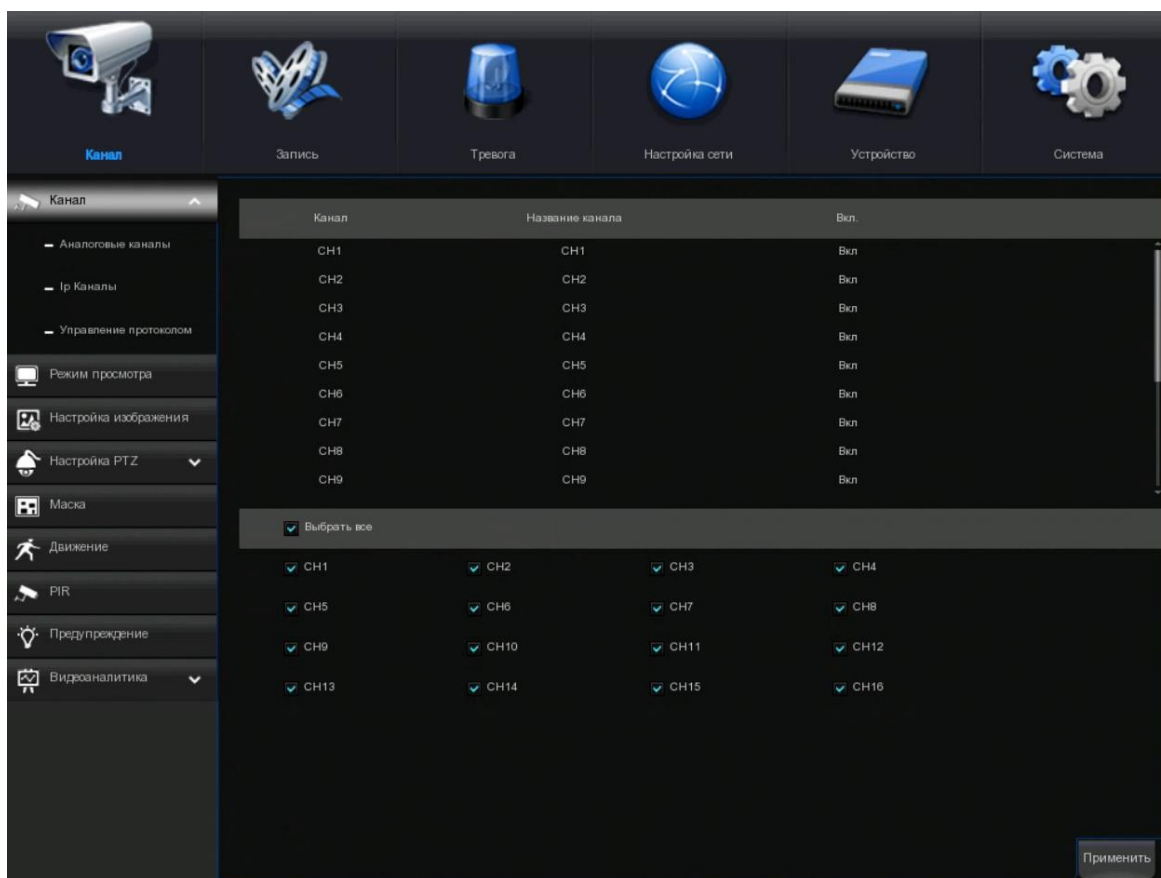 Канал Запись Тревога Настройка сети Устройство Система
Канал
Аналоговые каналы
Ip Каналы
Управление протоколом
Режим просмотра
Настройка изображения
Настройка PTZ
Маска
Движение
PIR
Предупреждение
Видеоаналитика
Канал Название канала Вкл.
CH1 CH1 Вкл
CH2 CH2 Вкл
CH3 CH3 Вкл
CH4 CH4 Вкл
CH5 CH5 Вкл
CH6 CH6 Вкл
CH7 CH7 Вкл
CH8 CH8 Вкл
CH9 CH9 Вкл
Выбрать все
CH1 CH2 CH3 CH4
CH5 CH6 CH7 CH8
CH9 CH10 CH11 CH12
CH13 CH14 CH15 CH16
Применить